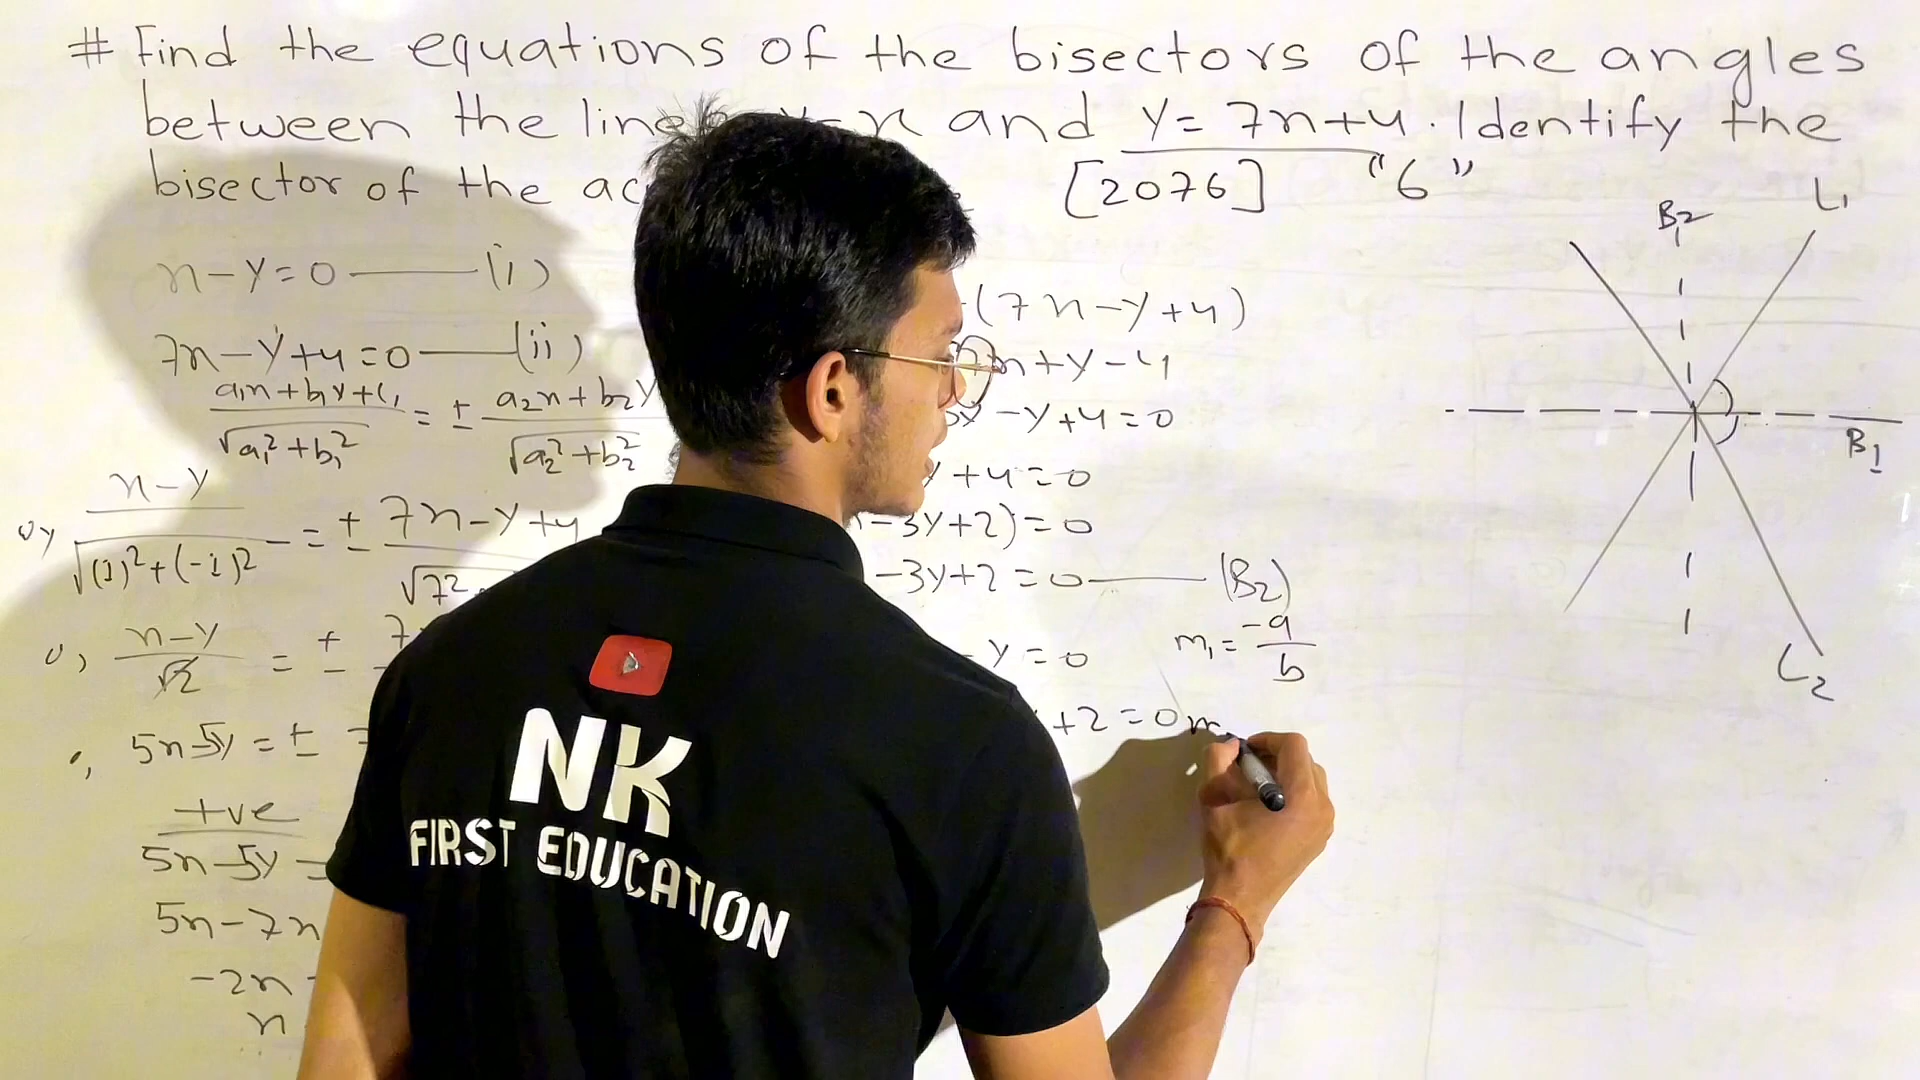 # Find the equations of the bisectors of the angles
between the line x and y = 7x+4. Identify the
bisector of the ac [2076] "6"
x-y=0 (i)
7x-y+4=0 (ii)
a₁x+b₁y+c₁ / √a₁²+b₁² = ± a₂x+b₂y / √a₂²+b₂²
or, x-y / √(1)²+(-1)² = ± 7x-y+4 / √7²
x-y / √2 = ± 7
5x-5y = ±
+ve
5x-5y =
5x-7x
-2x
x
(7x-y+4)
7x+y-4
-y+4=0
y+4=0
-3y+2)=0
-3y+2=0 (B₂)
-y=0 m₁ = -a/b
+2=0 m
B₂
L₁
B₁
L₂
NK
FIRST EDUCATION